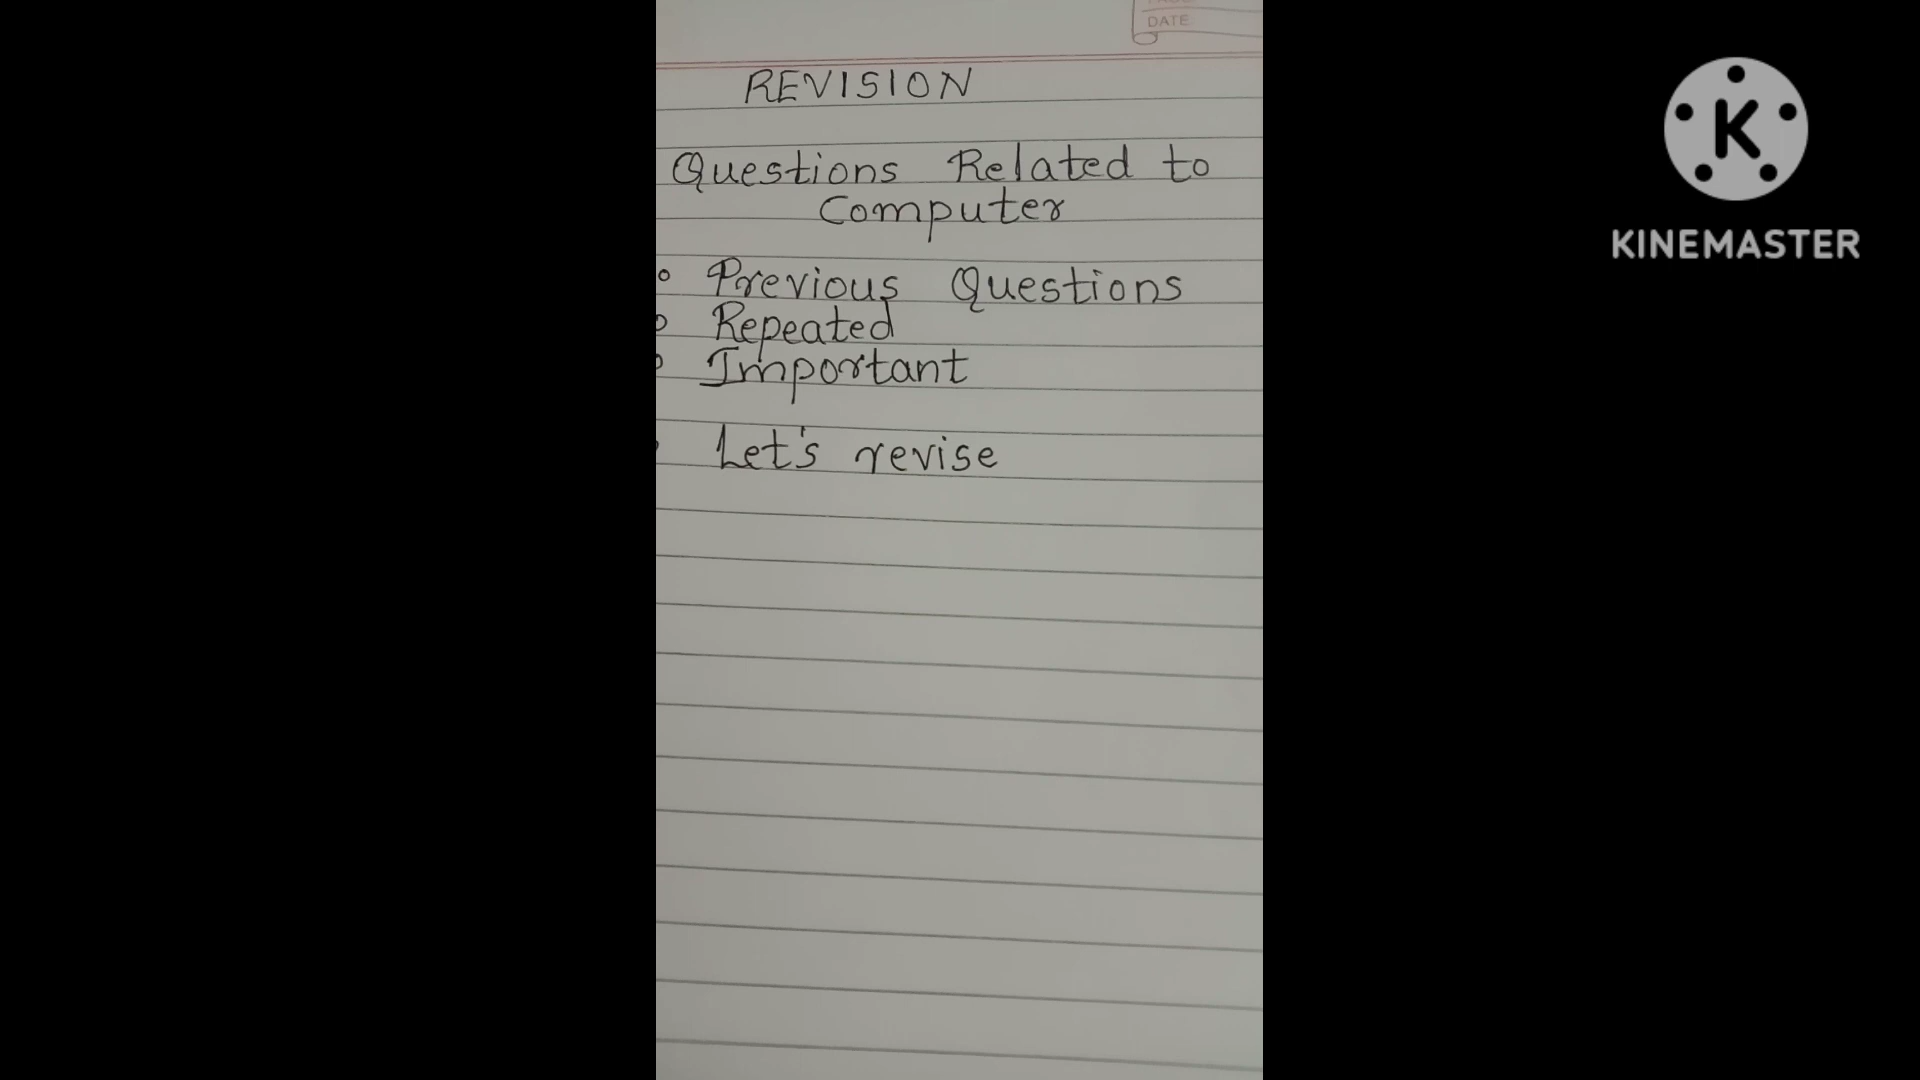 DATE
REVISION
Questions Related to
Computer
Previous Questions
Repeated
Important
Let's revise
K
KINEMASTER